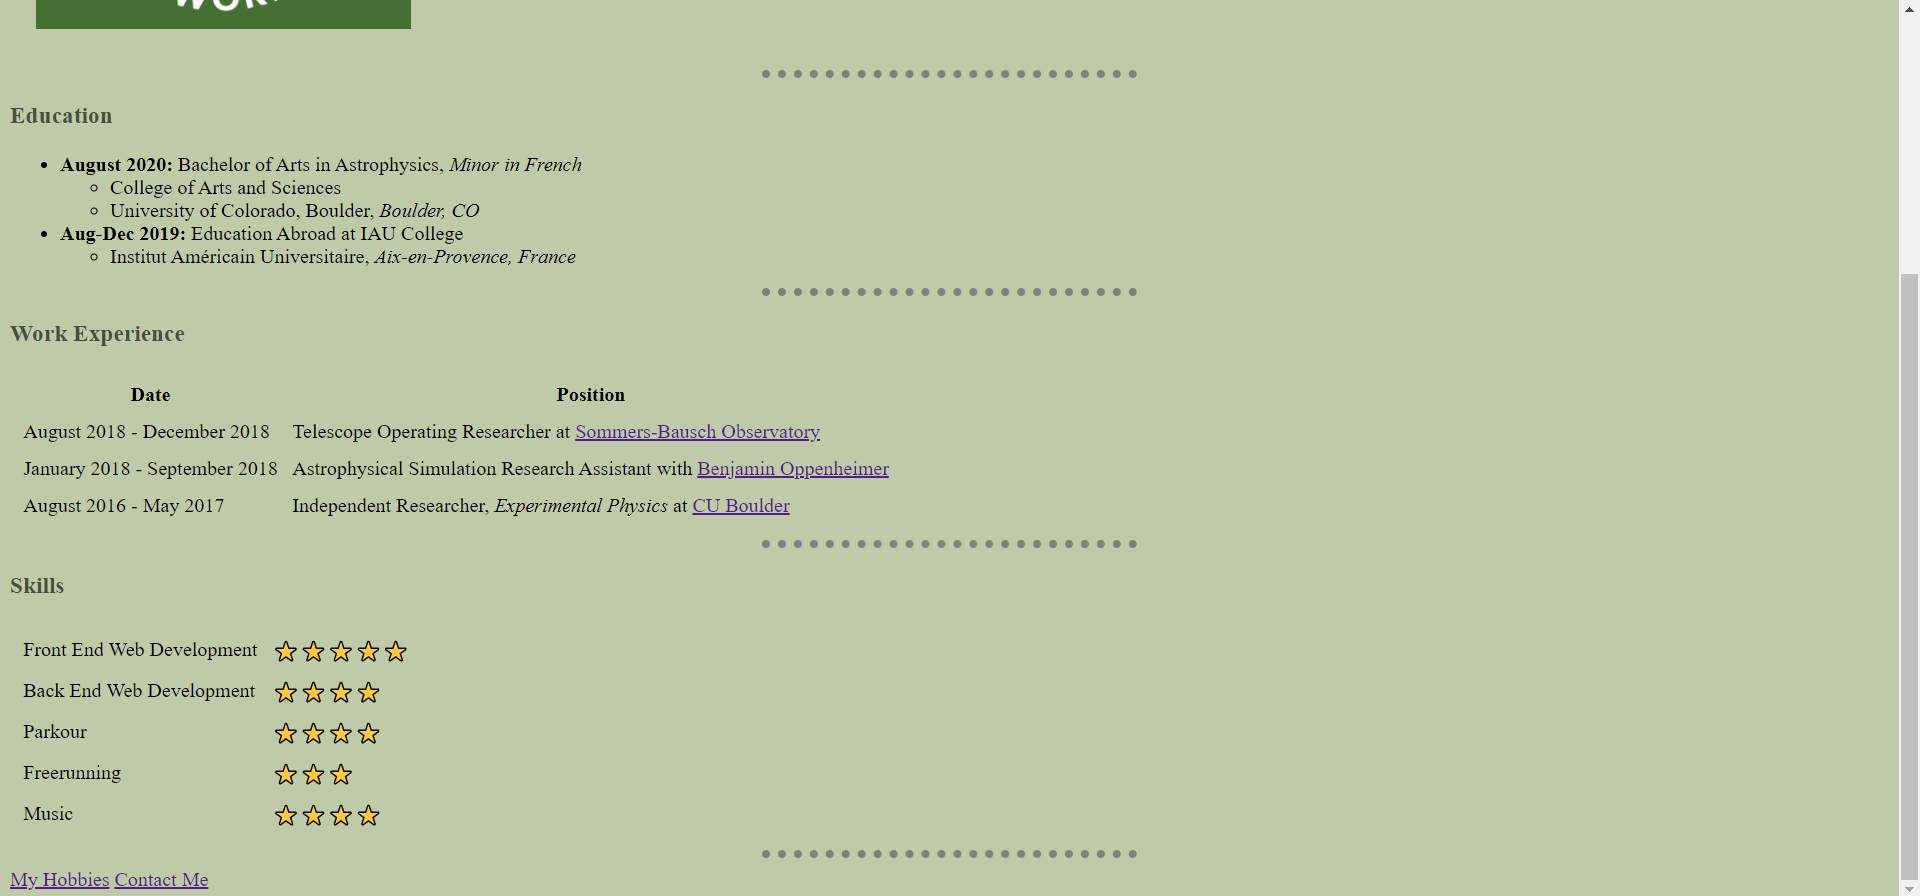 Education
August 2020: Bachelor of Arts in Astrophysics, Minor in French
College of Arts and Sciences
University of Colorado, Boulder, Boulder, CO
Aug-Dec 2019: Education Abroad at IAU College
Institut Américain Universitaire, Aix-en-Provence, France
Work Experience
Date Position
August 2018 - December 2018 Telescope Operating Researcher at Sommers-Bausch Observatory
January 2018 - September 2018 Astrophysical Simulation Research Assistant with Benjamin Oppenheimer
August 2016 - May 2017 Independent Researcher, Experimental Physics at CU Boulder
Skills
Front End Web Development
Back End Web Development
Parkour
Freerunning
Music
My Hobbies Contact Me